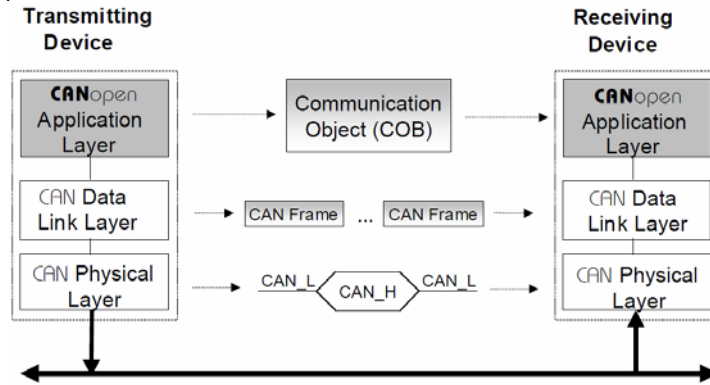 Transmitting
Device
Receiving
Device
CANopen
Application
Layer
Communication
Object (COB)
CANopen
Application
Layer
CAN Data
Link Layer
CAN Frame ... CAN Frame
CAN Data
Link Layer
CAN Physical
Layer
CAN_L CAN_H CAN_L
CAN Physical
Layer